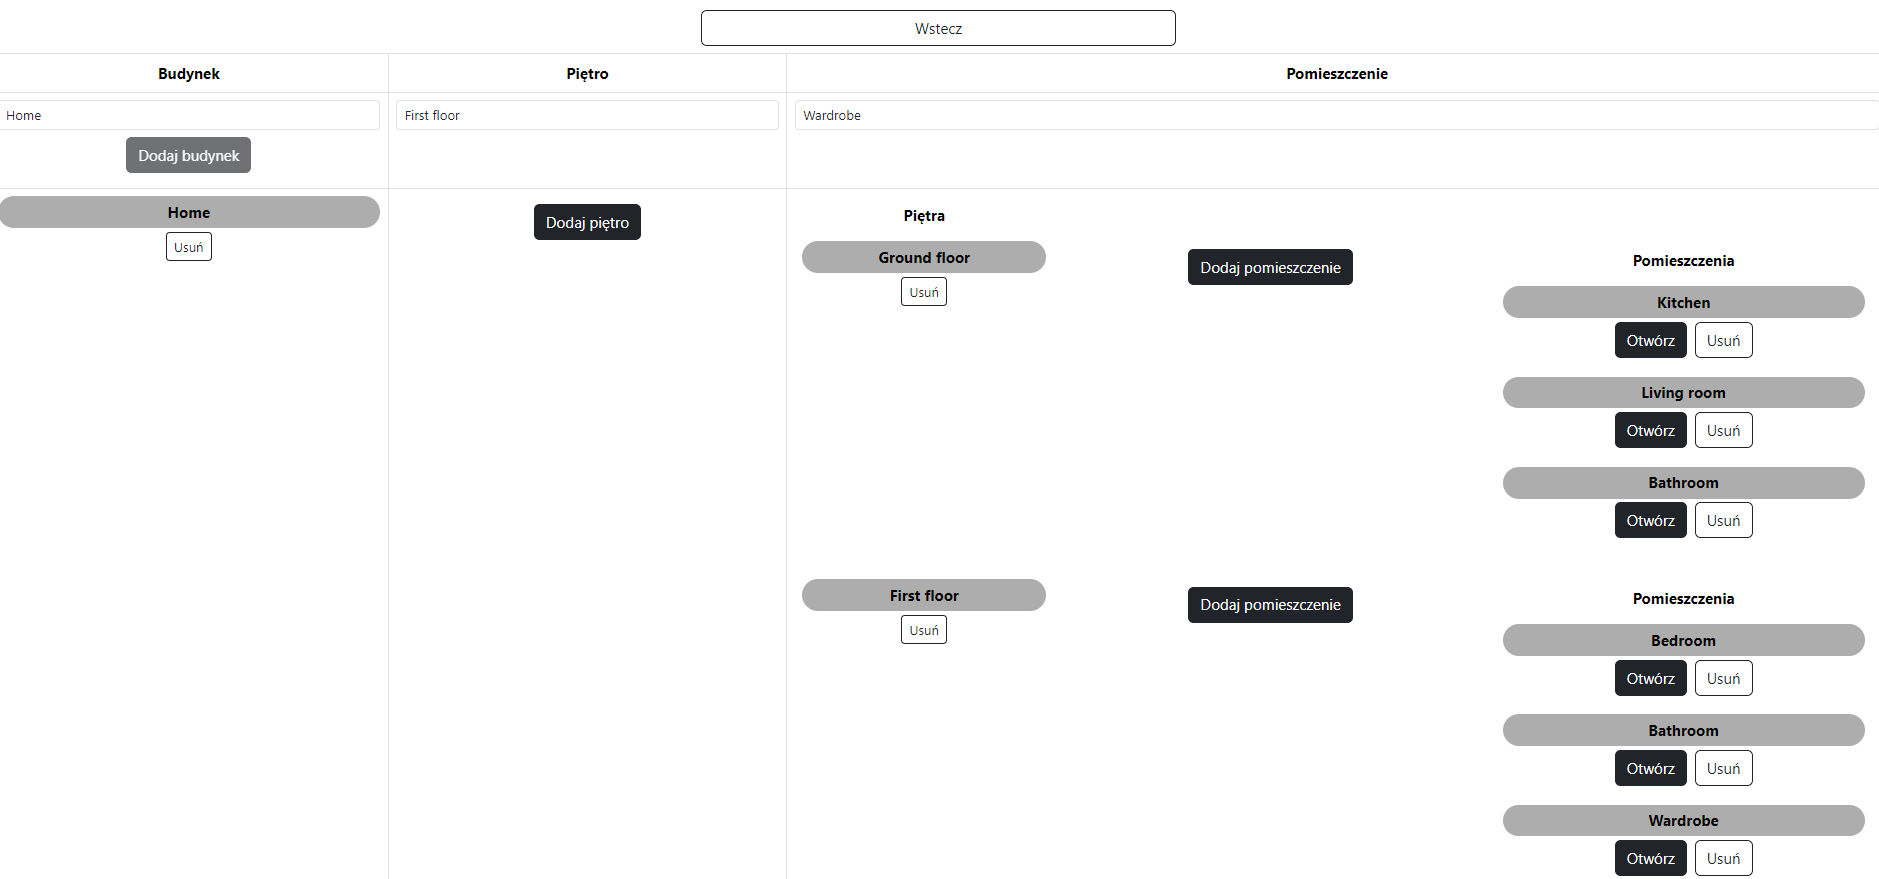 Wstecz
Budynek Piętro Pomieszczenie
Home First floor Wardrobe
Dodaj budynek
Home
Usuń
Dodaj piętro
Piętra
Ground floor
Usuń
Dodaj pomieszczenie
Pomieszczenia
Kitchen
Otwórz Usuń
Living room
Otwórz Usuń
Bathroom
Otwórz Usuń
First floor
Usuń
Dodaj pomieszczenie
Pomieszczenia
Bedroom
Otwórz Usuń
Bathroom
Otwórz Usuń
Wardrobe
Otwórz Usuń